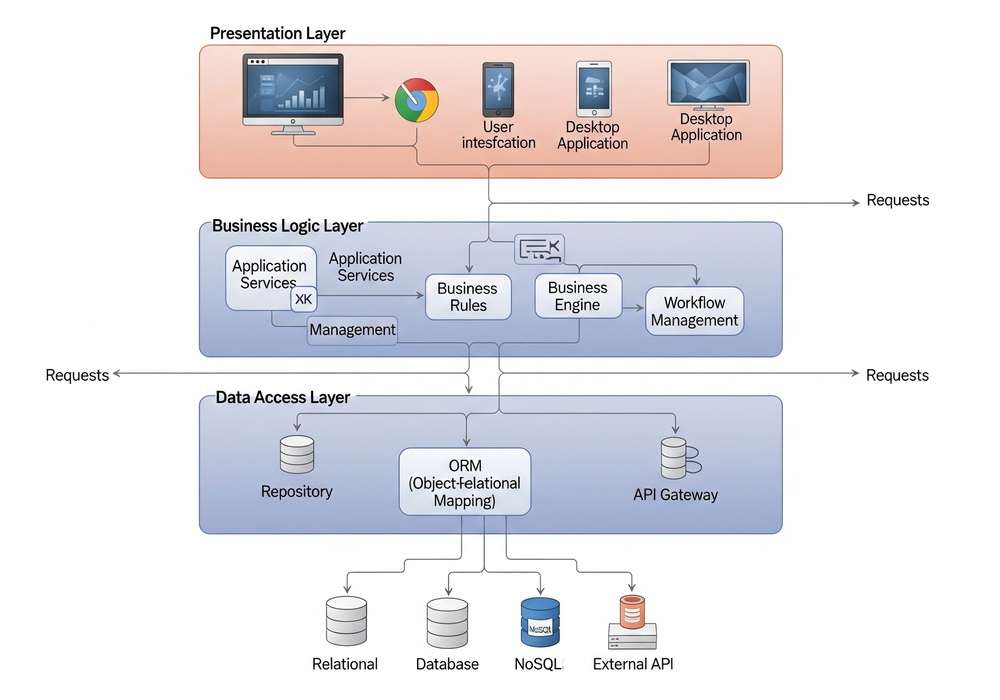 Presentation Layer
User
intesfcation
Desktop
Application
Desktop
Application
Requests
Business Logic Layer
Application
Services
XK
Application
Services
Business
Rules
Business
Engine
Workflow
Management
Management
Requests
Requests
Data Access Layer
Repository
ORM
(Object-Felational
Mapping)
API Gateway
NoSQL
Relational
Database
NoSQL
External API